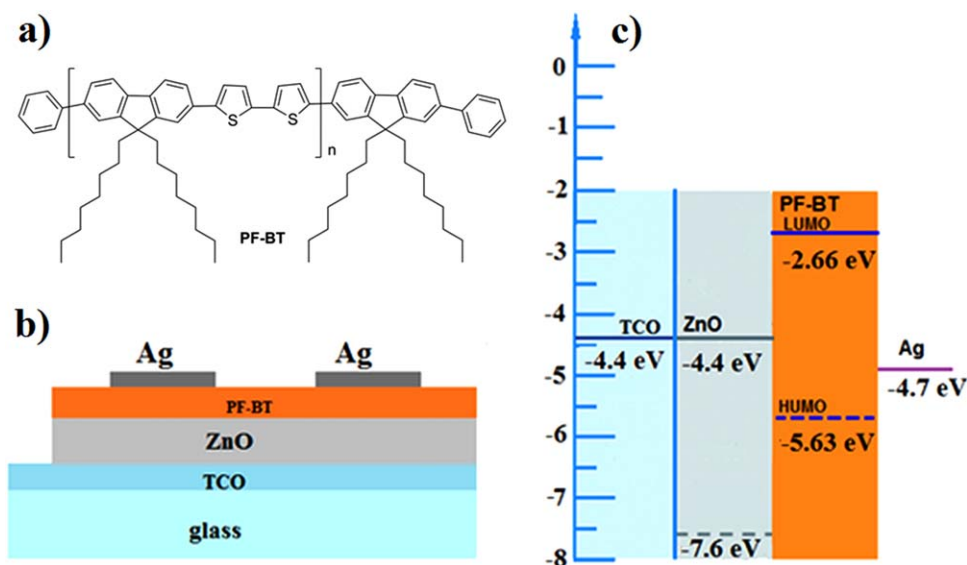 a)
S
S
n
PF-BT
b)
Ag
Ag
PF-BT
ZnO
TCO
glass
c)
0
-1
-2
-3
-4
-5
-6
-7
-8
TCO
-4.4 eV
ZnO
-4.4 eV
-7.6 eV
PF-BT
LUMO
-2.66 eV
HUMO
-5.63 eV
Ag
-4.7 eV